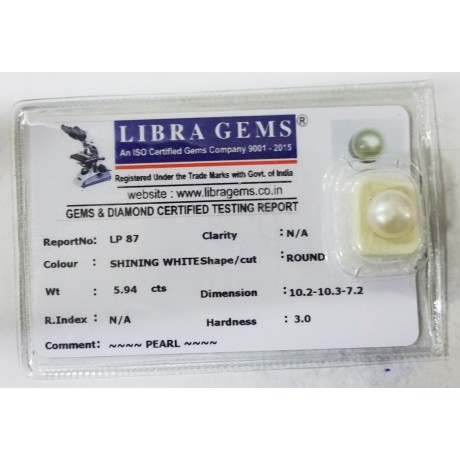 LIBRA GEMS®
An ISO Certified Gems Company 9001 - 2015
Registered Under the Trade Marks with Govt. of India
website : www.libragems.co.in
GEMS & DIAMOND CERTIFIED TESTING REPORT
ReportNo: LP 87 Clarity : N/A
Colour : SHINING WHITE Shape/cut : ROUND
Wt : 5.94 cts Dimension : 10.2-10.3-7.2
R.Index : N/A Hardness : 3.0
Comment: ~~~~ PEARL ~~~~